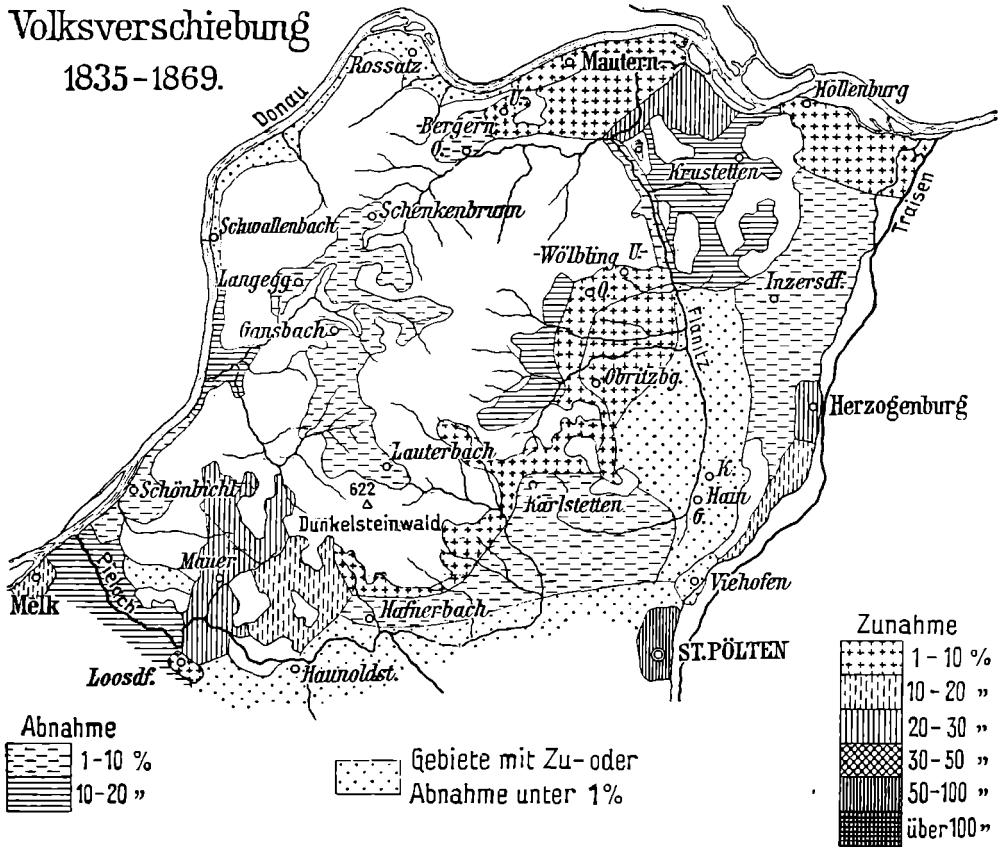 Volksverschiebung
1835-1869.
Donau
Rossatz
Mautern
Hollenburg
U.-
-Bergern
O.-
Krustetten
Traisen
Schwallenbach
Schenkenbrunn
-Wölbling U.-
O.-
Langegg
Inzersdf.
Gansbach
Flanitz
Obritzbg.
Herzogenburg
Lauterbach
K.
Schönbichl
622
Karlstetten
Hain
G.
Dunkelsteinwald
Mauer
Pielach
Viehofen
Melk
Hafnerbach
Loosdf.
Haunoldst.
ST.PÖLTEN
Abnahme
1-10 %
10-20 "
Gebiete mit Zu- oder
Abnahme unter 1%
Zunahme
1-10 %
10-20 "
20-30 "
30-50 "
50-100 "
über 100 "